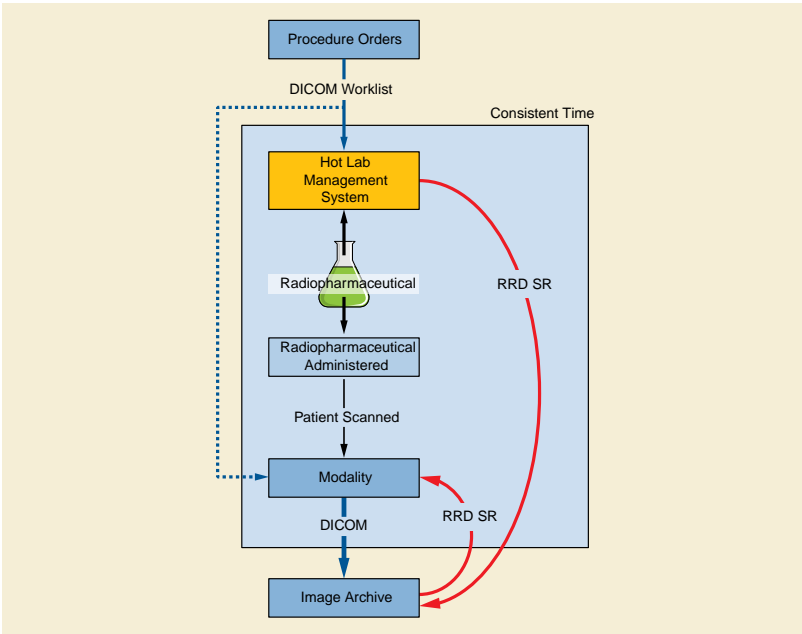 Procedure Orders
DICOM Worklist
Consistent Time
Hot Lab
Management
System
RRD SR
Radiopharmaceutical
Radiopharmaceutical
Administered
Patient Scanned
Modality
RRD SR
DICOM
Image Archive